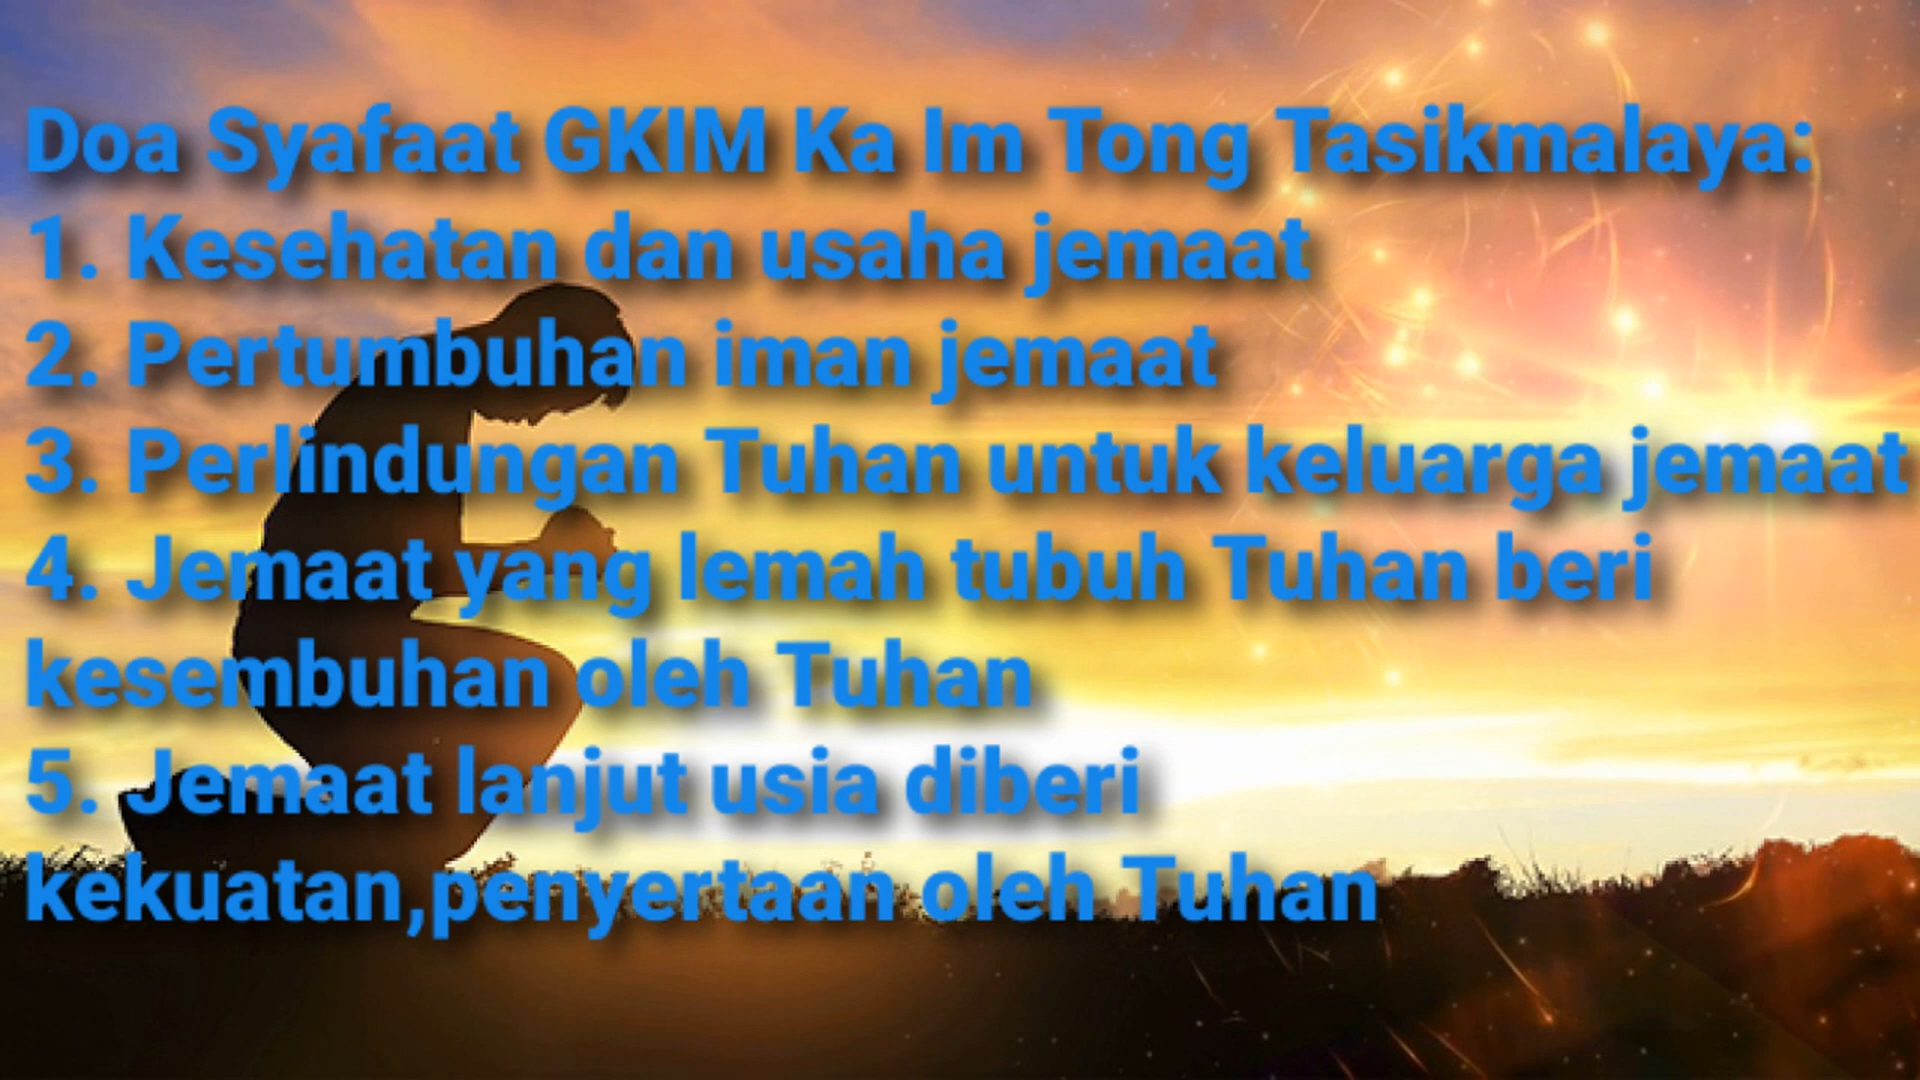 Doa Syafaat GKIM Ka Im Tong Tasikmalaya:
1. Kesehatan dan usaha jemaat
2. Pertumbuhan iman jemaat
3. Perlindungan Tuhan untuk keluarga jemaat
4. Jemaat yang lemah tubuh Tuhan beri
kesembuhan oleh Tuhan
5. Jemaat lanjut usia diberi
kekuatan,penyertaan oleh Tuhan